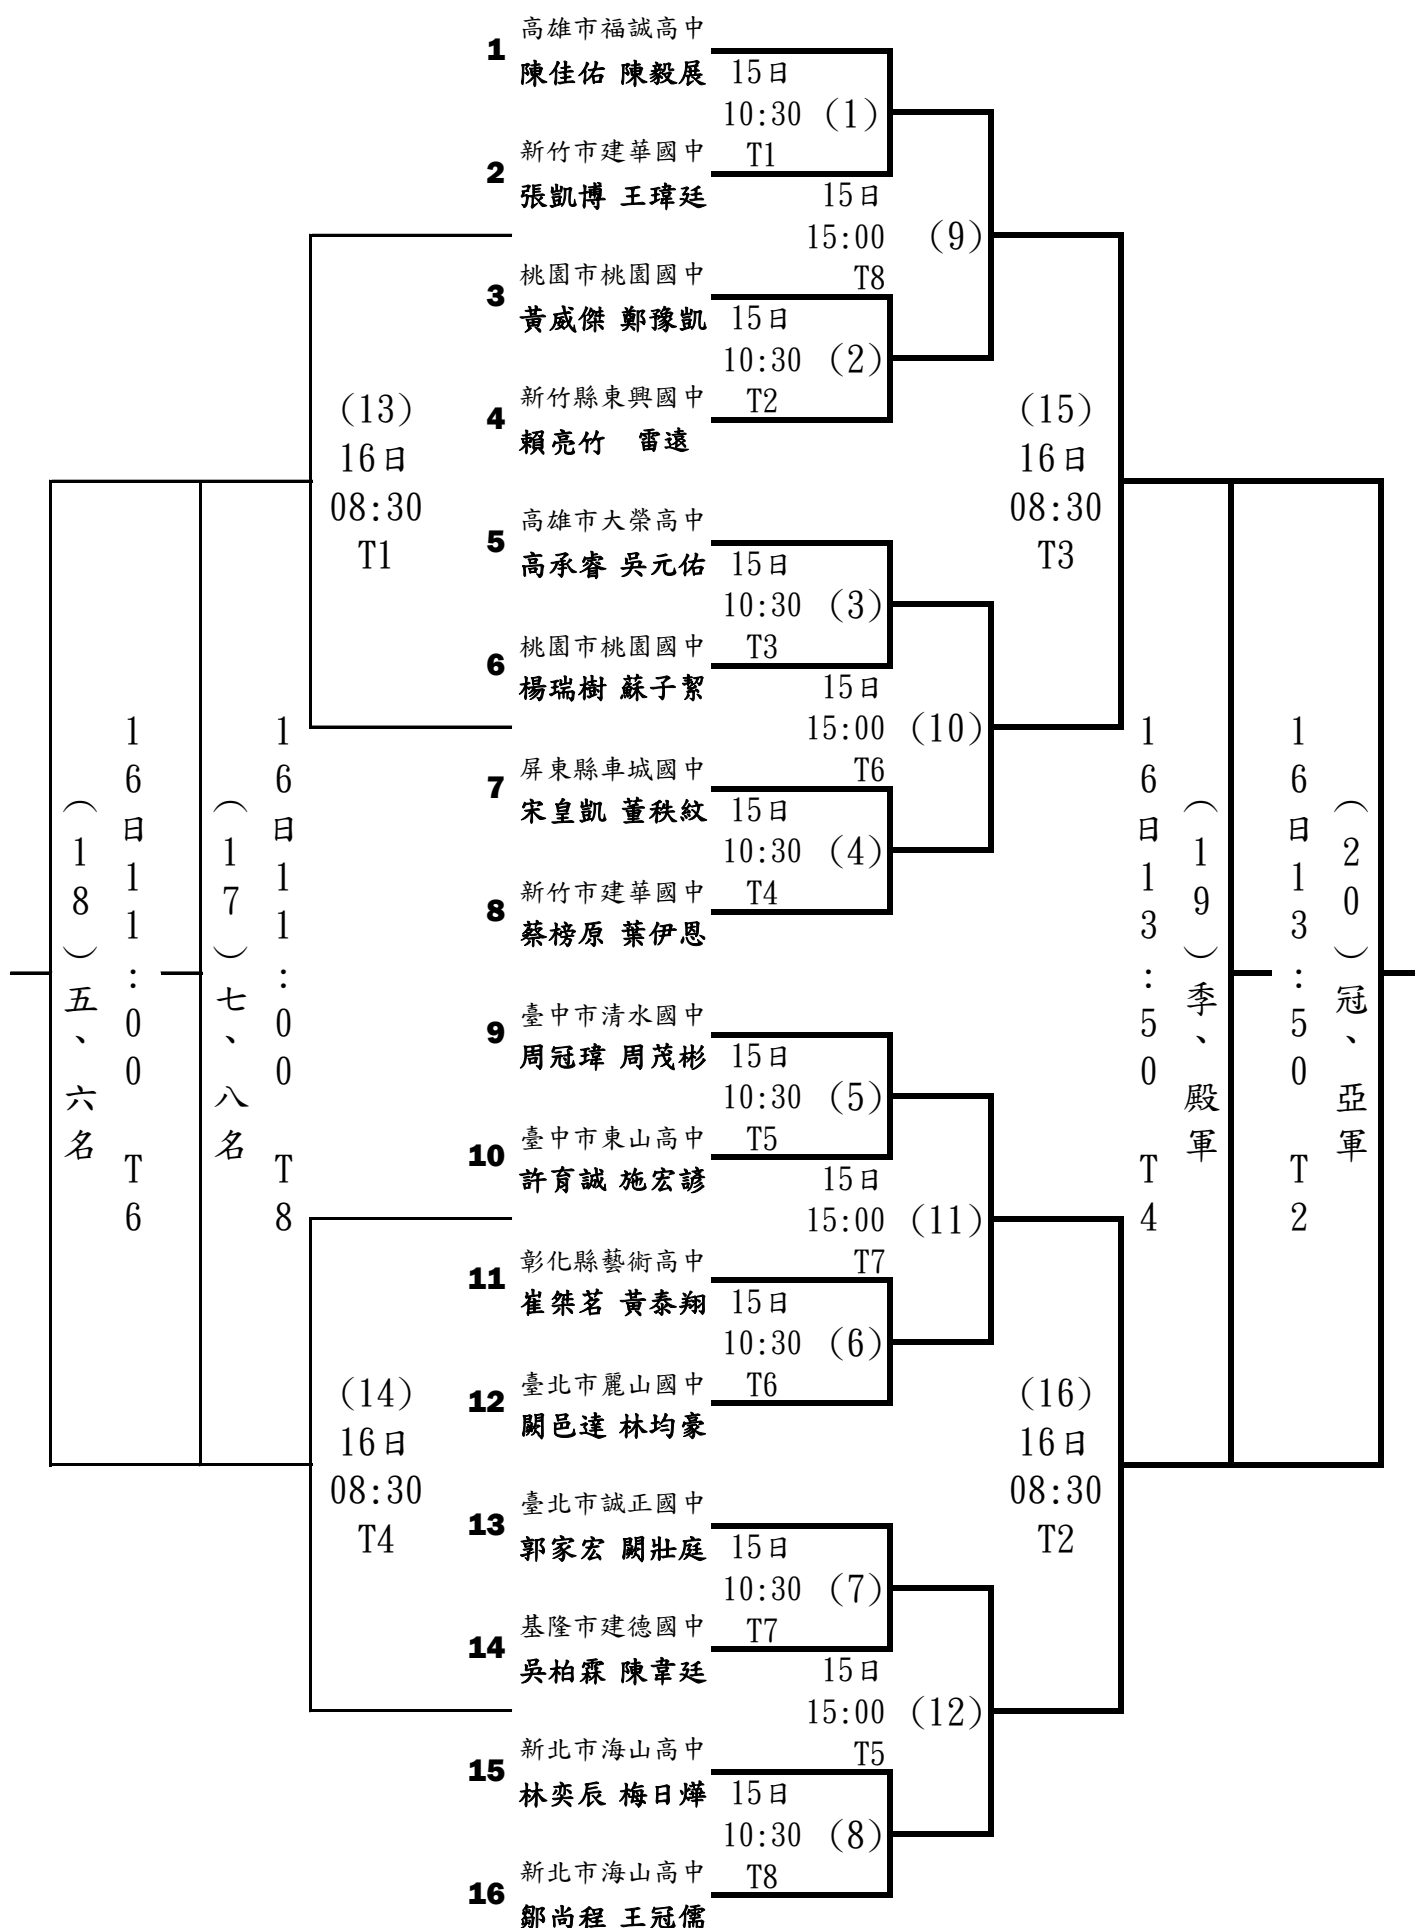 1 高雄市福誠高中
陳佳佑 陳毅展
15日
10:30 (1)
T1
2 新竹市建華國中
張凱博 王瑋廷
15日
15:00 (9)
T8
3 桃園市桃園國中
黃威傑 鄭豫凱
15日
10:30 (2)
T2
4 新竹縣東興國中
賴亮竹 雷遠
(13)
16日
08:30
T1
(15)
16日
08:30
T3
5 高雄市大榮高中
高承睿 吳元佑
15日
10:30 (3)
T3
6 桃園市桃園國中
楊瑞樹 蘇子絜
15日
15:00 (10)
T6
7 屏東縣車城國中
宋皇凱 董秩紋
15日
10:30 (4)
T4
8 新竹市建華國中
蔡榜原 葉伊恩
(18)五、六名
16日11:00 T6
(17)七、八名
16日11:00 T8
16日13:50 T4
(19)季、殿軍
16日13:50 T2
(20)冠、亞軍
9 臺中市清水國中
周冠瑋 周茂彬
15日
10:30 (5)
T5
10 臺中市東山高中
許育誠 施宏諺
15日
15:00 (11)
T7
11 彰化縣藝術高中
崔桀茗 黃泰翔
15日
10:30 (6)
T6
12 臺北市麗山國中
闕邑達 林均豪
(14)
16日
08:30
T4
(16)
16日
08:30
T2
13 臺北市誠正國中
郭家宏 闕壯庭
15日
10:30 (7)
T7
14 基隆市建德國中
吳柏霖 陳韋廷
15日
15:00 (12)
T5
15 新北市海山高中
林奕辰 梅日燁
15日
10:30 (8)
T8
16 新北市海山高中
鄒尚程 王冠儒